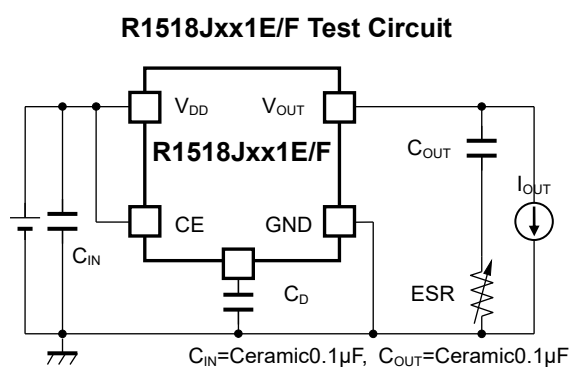 R1518Jxx1E/F Test Circuit
VDD
VOUT
R1518Jxx1E/F
COUT
IOUT
CE
GND
CIN
CD
ESR
CIN=Ceramic0.1μF, COUT=Ceramic0.1μF